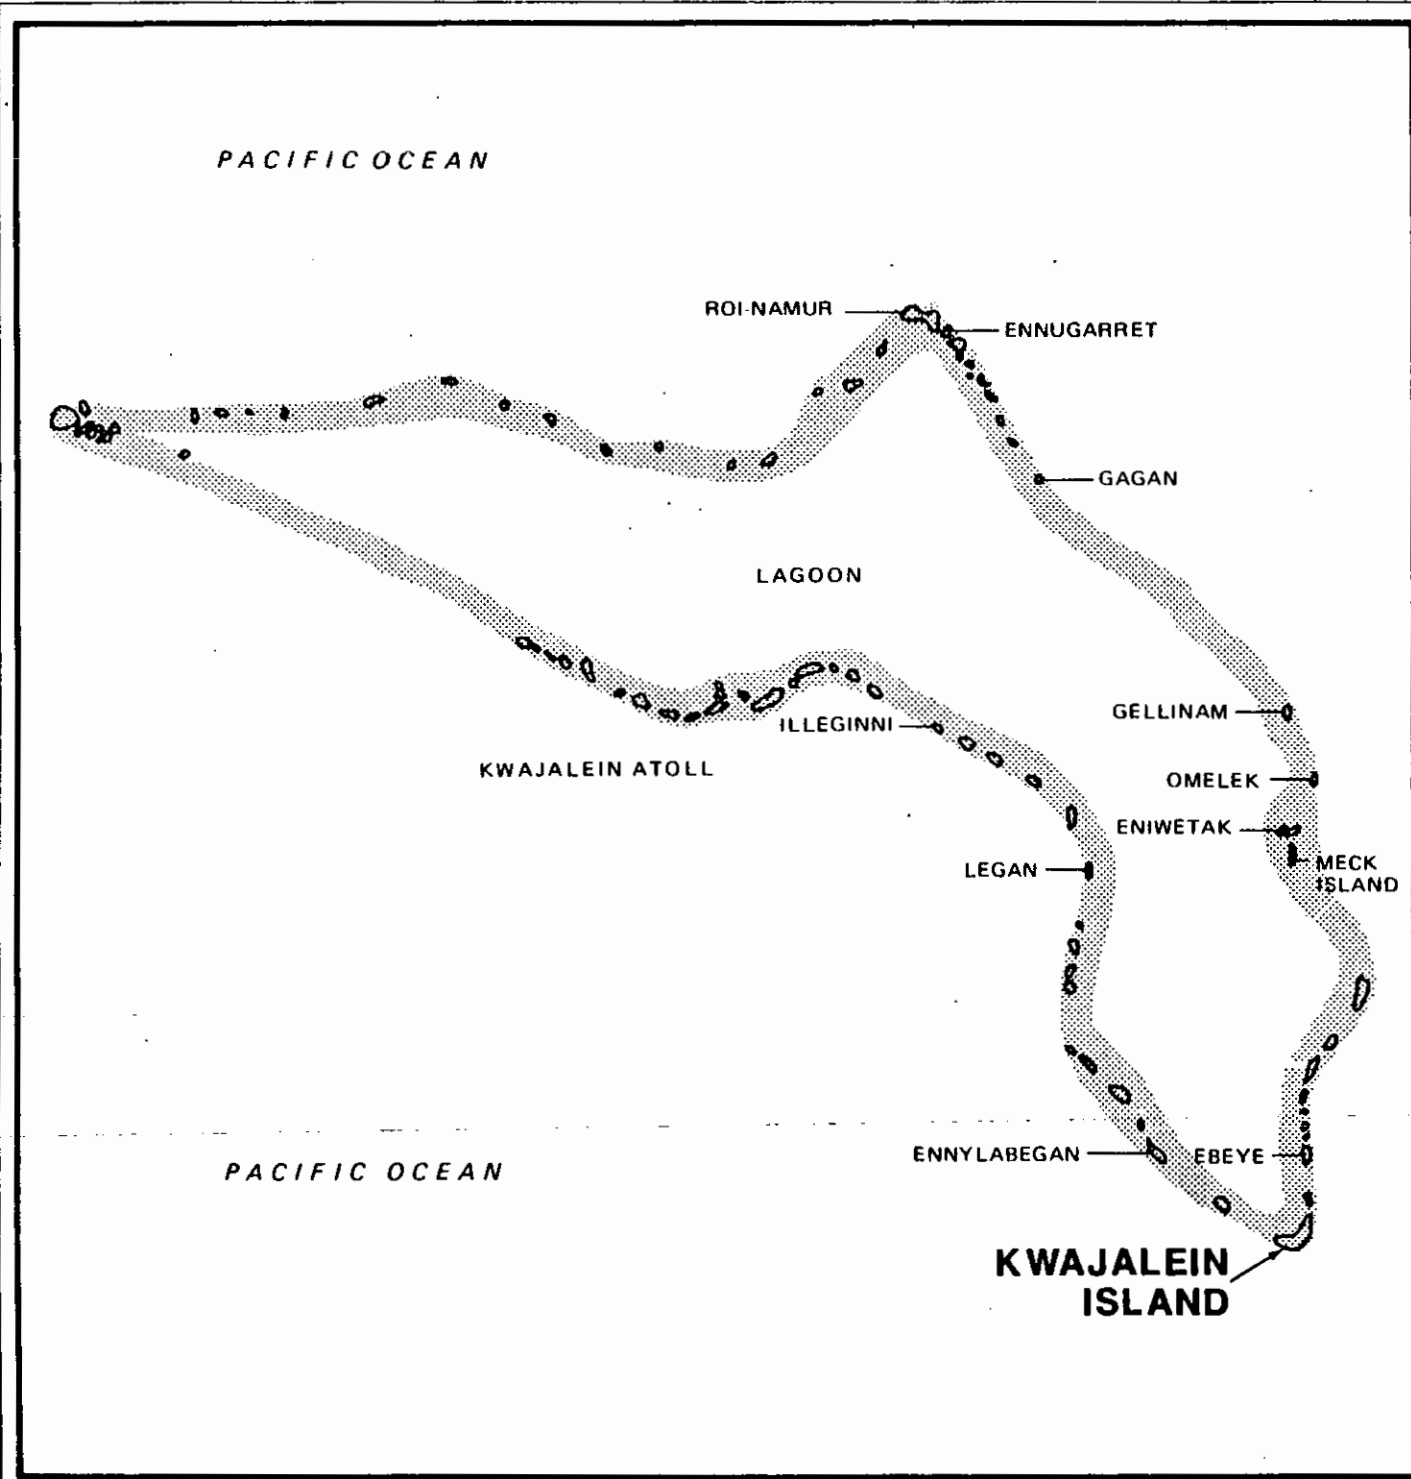 PACIFIC OCEAN
ROI-NAMUR
ENNUGARRET
GAGAN
LAGOON
GELLINAM
ILLEGINNI
KWAJALEIN ATOLL
OMELEK
ENIWETAK
MECK
ISLAND
LEGAN
ENNYLABEGAN
EBEYE
PACIFIC OCEAN
KWAJALEIN
ISLAND